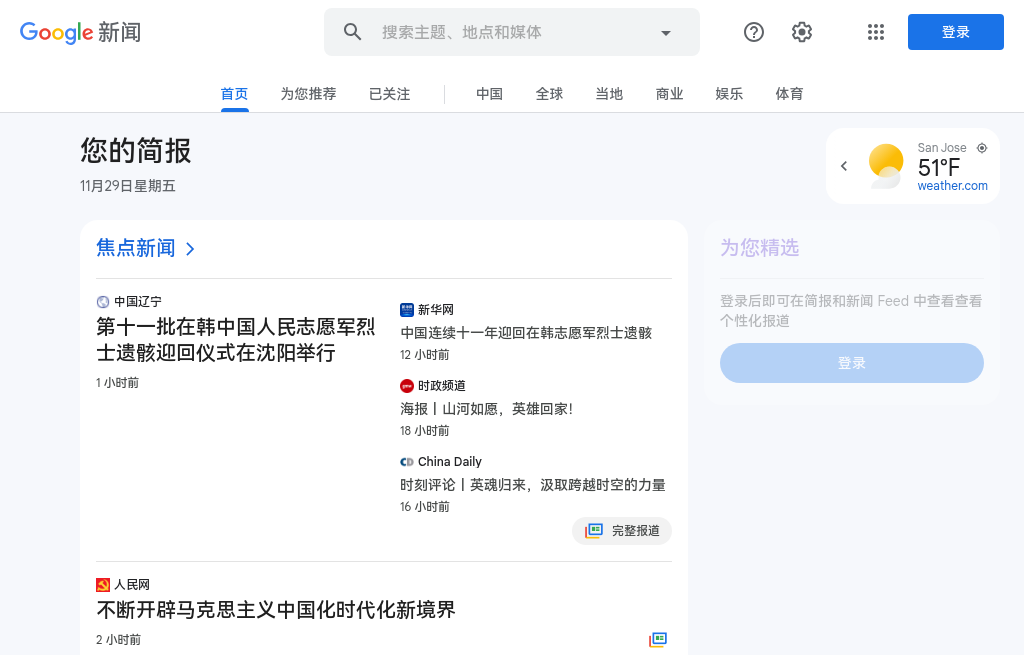 Google 新闻
搜索主题、地点和媒体
登录
首页
为您推荐
已关注
中国
全球
当地
商业
娱乐
体育
您的简报
11月29日星期五
San Jose
51°F
weather.com
焦点新闻
中国辽宁
第十一批在韩中国人民志愿军烈
士遗骸迎回仪式在沈阳举行
1 小时前
新华网
中国连续十一年迎回在韩志愿军烈士遗骸
12 小时前
时政频道
海报丨山河如愿，英雄回家！
18 小时前
China Daily
时刻评论丨英魂归来，汲取跨越时空的力量
16 小时前
完整报道
人民网
不断开辟马克思主义中国化时代化新境界
2 小时前
为您精选
登录后即可在简报和新闻 Feed 中查看查看
个性化报道
登录